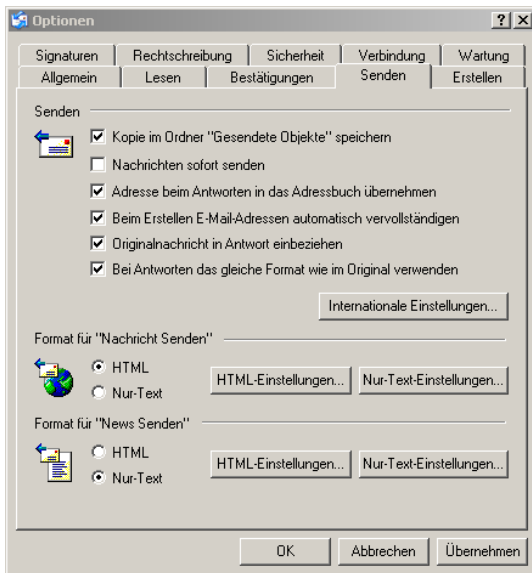 Optionen
Signaturen Rechtschreibung Sicherheit Verbindung Wartung
Allgemein Lesen Bestätigungen Senden Erstellen
Senden
Kopie im Ordner "Gesendete Objekte" speichern
Nachrichten sofort senden
Adresse beim Antworten in das Adressbuch übernehmen
Beim Erstellen E-Mail-Adressen automatisch vervollständigen
Originalnachricht in Antwort einbeziehen
Bei Antworten das gleiche Format wie im Original verwenden
Internationale Einstellungen...
Format für "Nachricht Senden"
HTML
HTML-Einstellungen... Nur-Text-Einstellungen...
Nur-Text
Format für "News Senden"
HTML
HTML-Einstellungen... Nur-Text-Einstellungen...
Nur-Text
OK Abbrechen Übernehmen